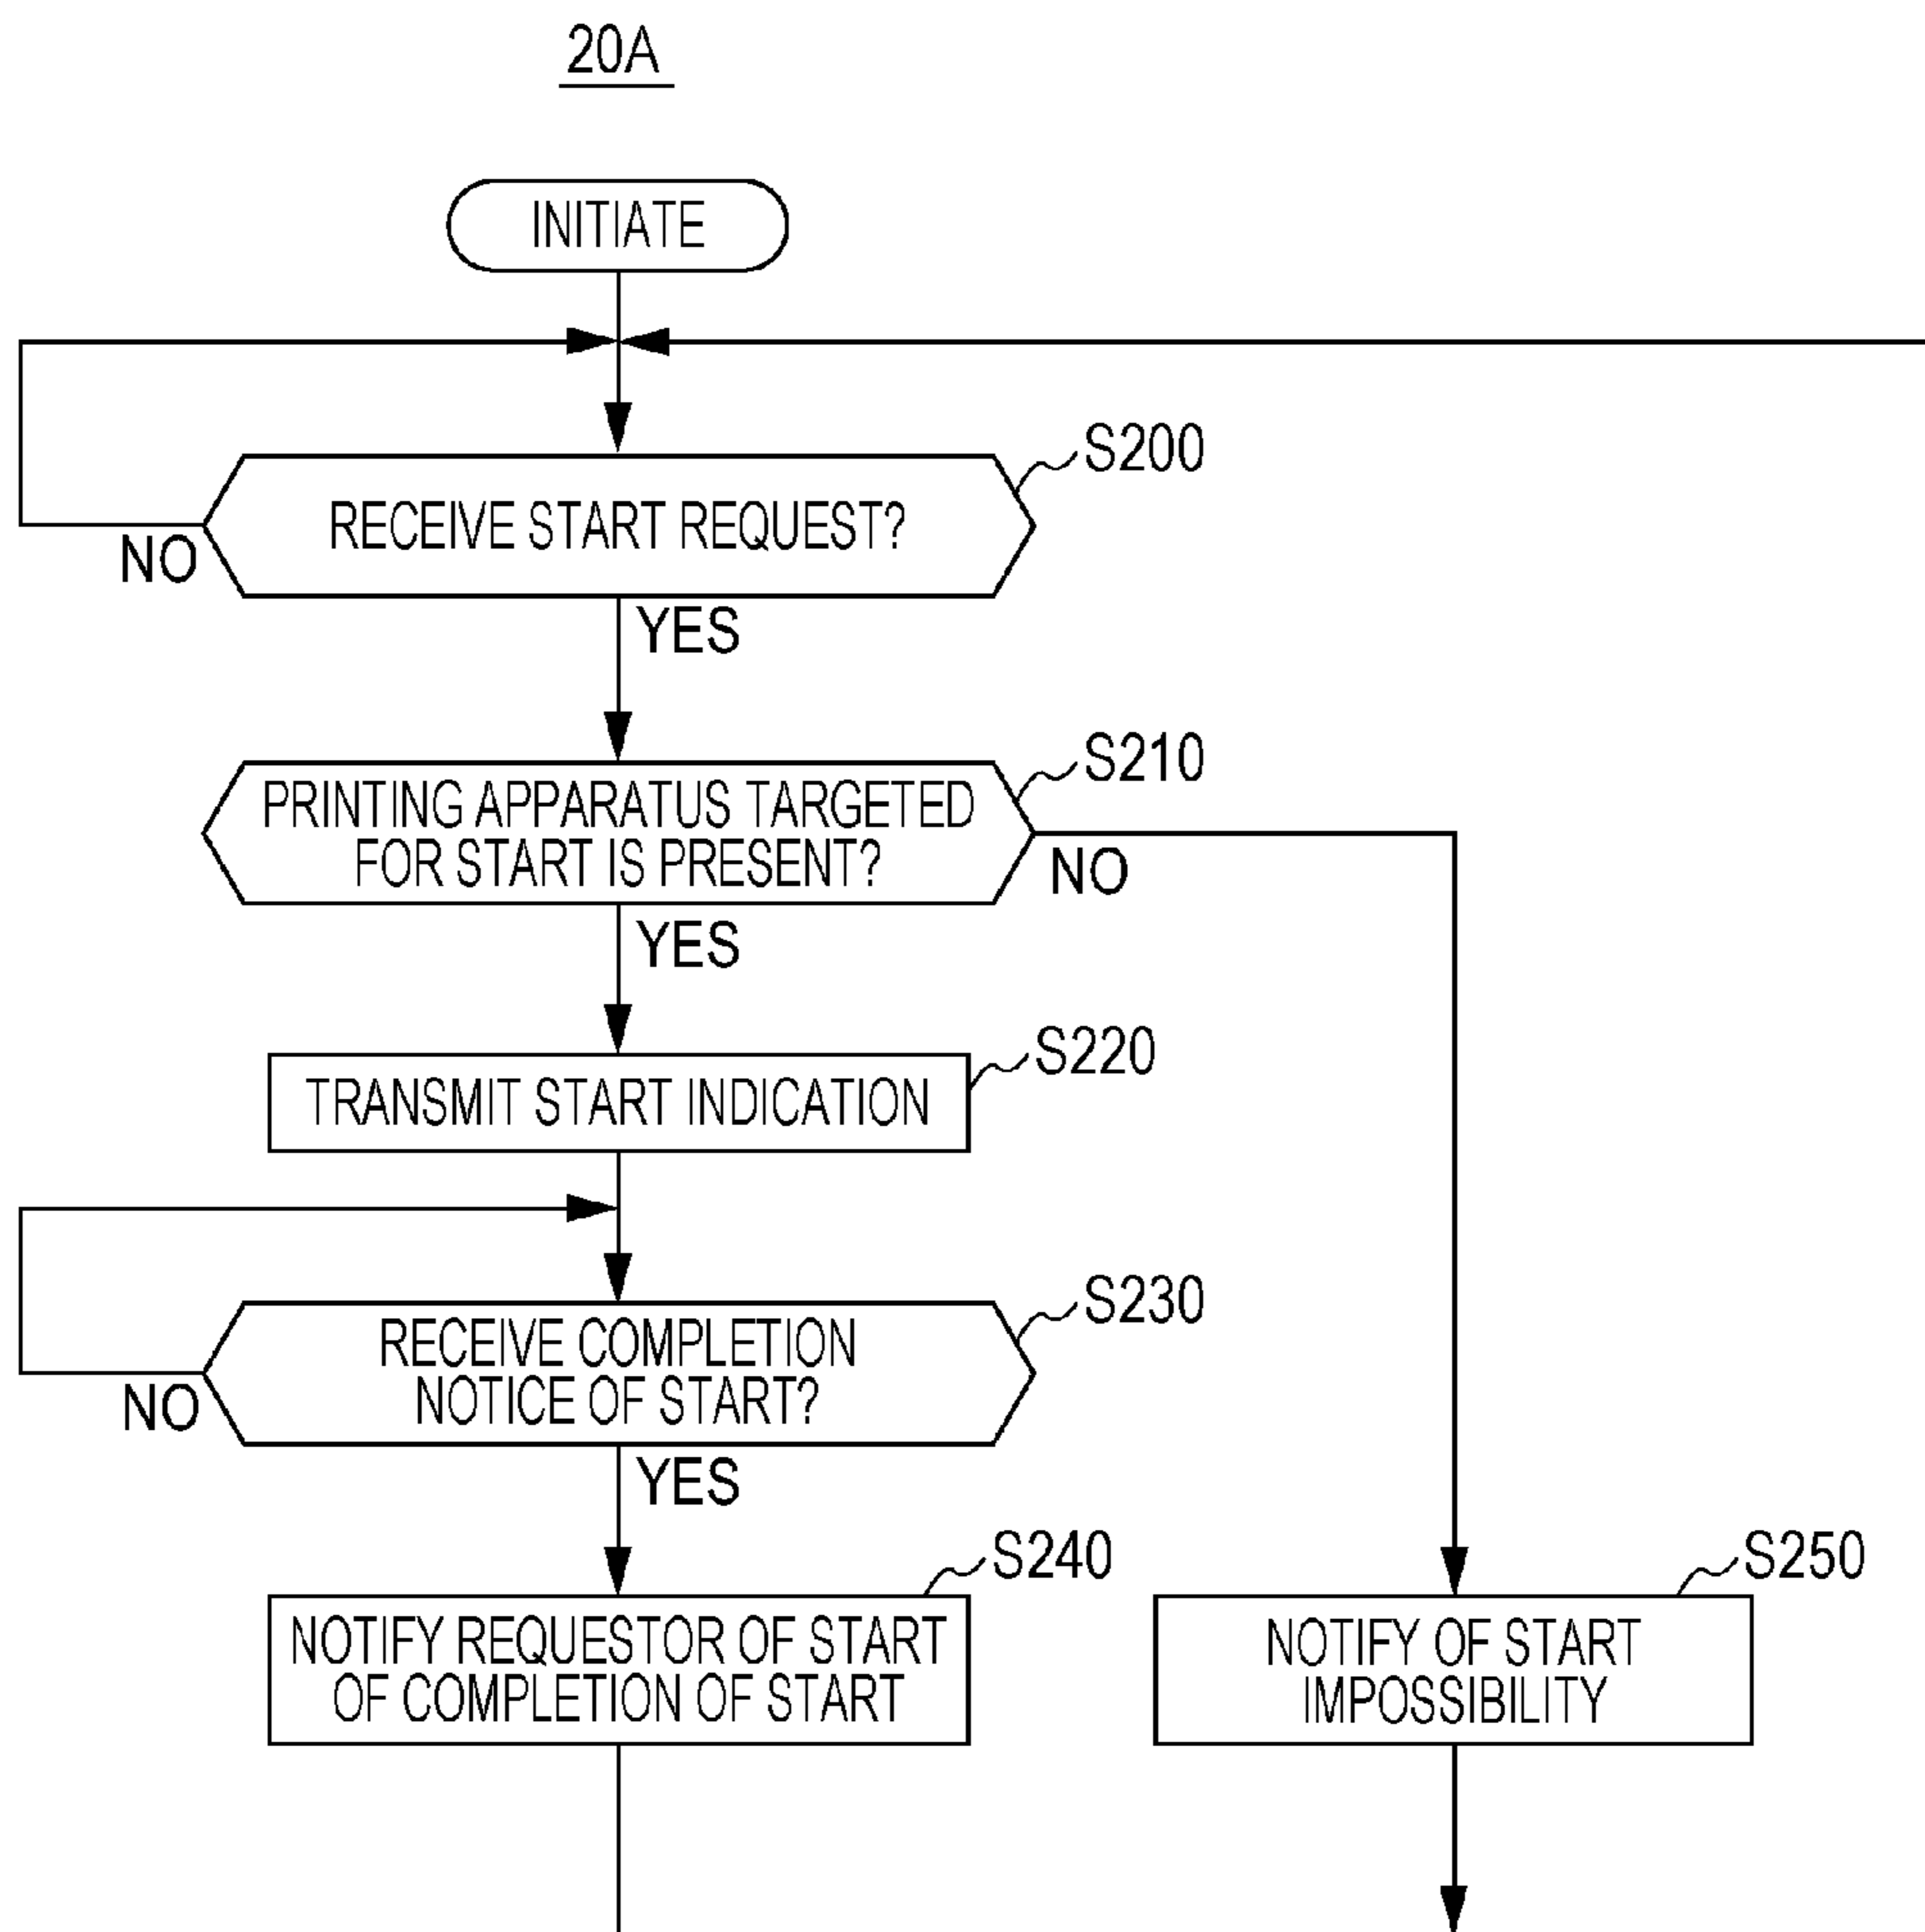 20A
INITIATE
S200
RECEIVE START REQUEST?
NO
YES
S210
PRINTING APPARATUS TARGETED
FOR START IS PRESENT?
NO
YES
S220
TRANSMIT START INDICATION
S230
RECEIVE COMPLETION
NOTICE OF START?
NO
YES
S240
NOTIFY REQUESTOR OF START
OF COMPLETION OF START
S250
NOTIFY OF START
IMPOSSIBILITY